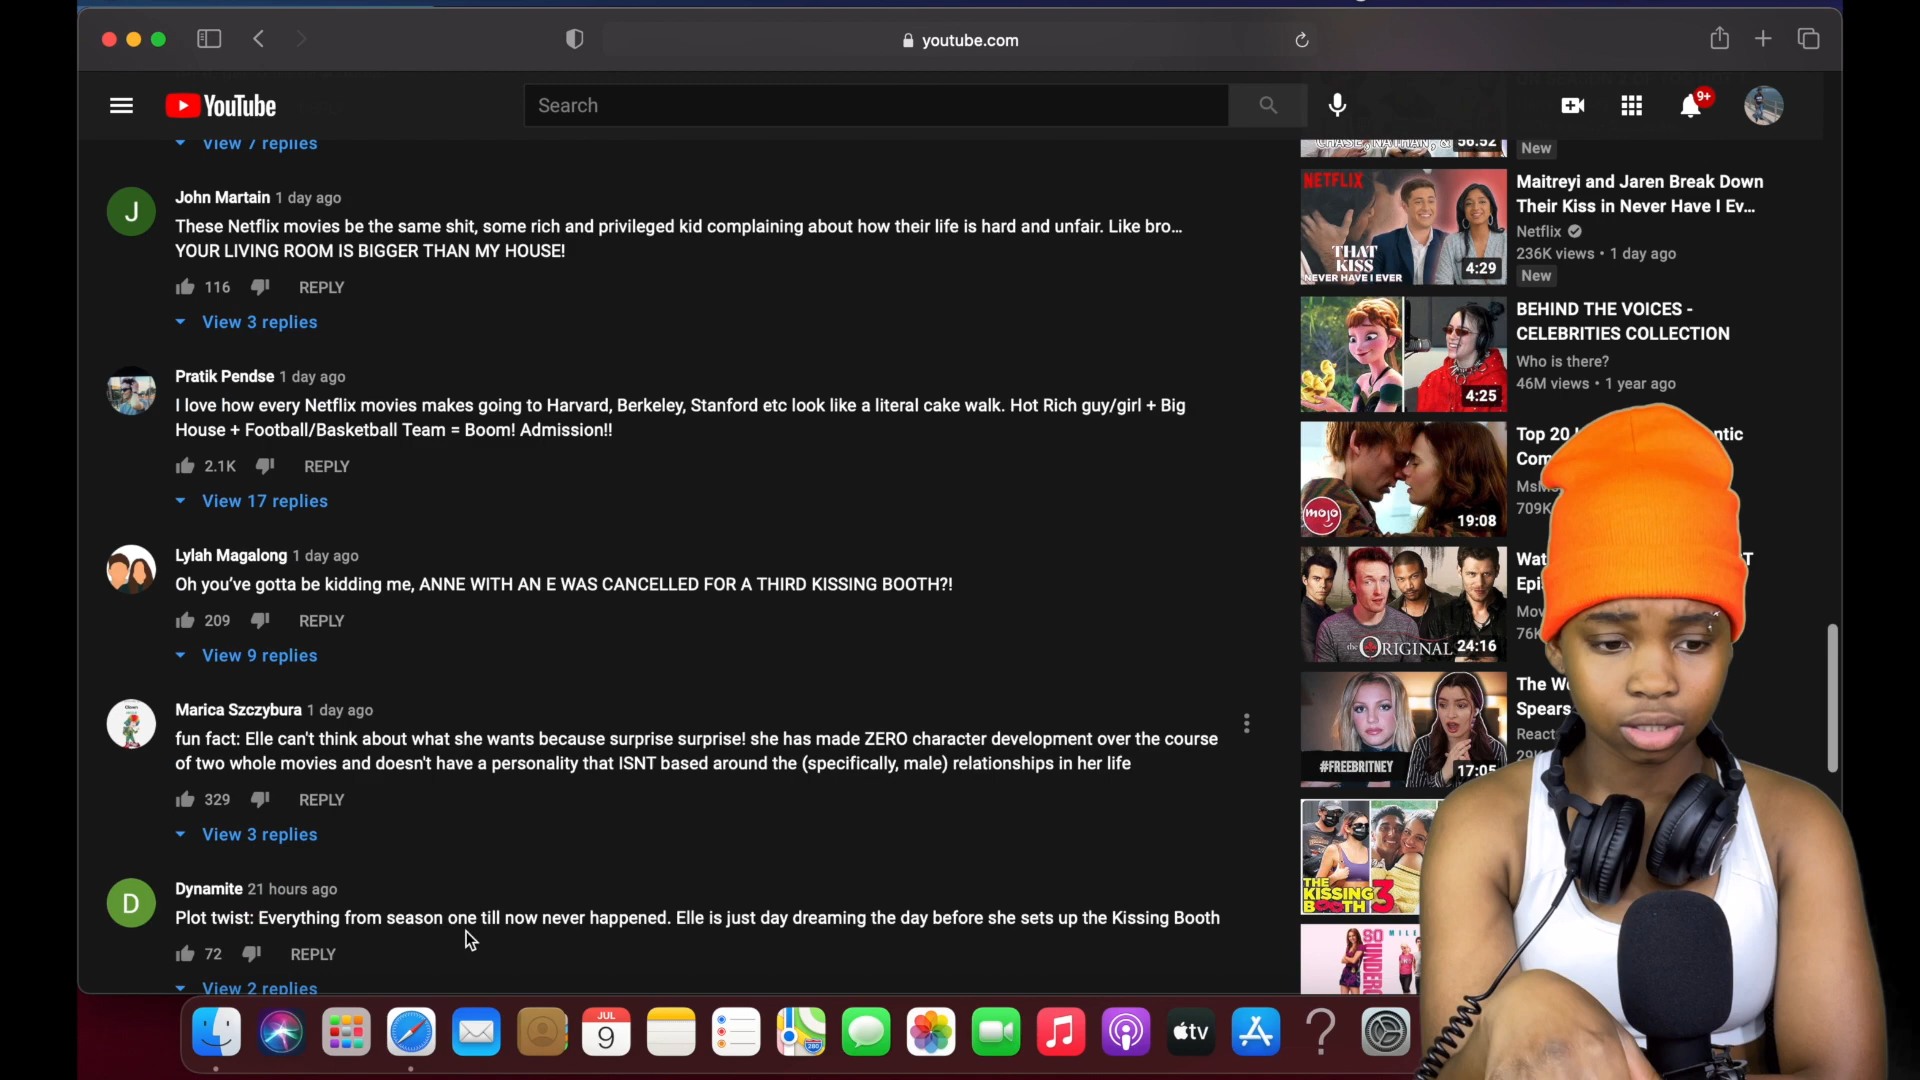 youtube.com
YouTube
Search
9+
View 7 replies
John Martain 1 day ago
These Netflix movies be the same shit, some rich and privileged kid complaining about how their life is hard and unfair. Like bro...
YOUR LIVING ROOM IS BIGGER THAN MY HOUSE!
116 REPLY
View 3 replies
Pratik Pendse 1 day ago
I love how every Netflix movies makes going to Harvard, Berkeley, Stanford etc look like a literal cake walk. Hot Rich guy/girl + Big
House + Football/Basketball Team = Boom! Admission!!
2.1K REPLY
View 17 replies
Lylah Magalong 1 day ago
Oh you've gotta be kidding me, ANNE WITH AN E WAS CANCELLED FOR A THIRD KISSING BOOTH?!
209 REPLY
View 9 replies
Marica Szczybura 1 day ago
fun fact: Elle can't think about what she wants because surprise surprise! she has made ZERO character development over the course
of two whole movies and doesn't have a personality that ISNT based around the (specifically, male) relationships in her life
329 REPLY
View 3 replies
Dynamite 21 hours ago
Plot twist: Everything from season one till now never happened. Elle is just day dreaming the day before she sets up the Kissing Booth
72 REPLY
View 2 replies
CHASE, NATHAN, &
56:52
New
NETFLIX
THAT
KISS
NEVER HAVE I EVER
4:29
Maitreyi and Jaren Break Down
Their Kiss in Never Have I Ev...
Netflix
236K views • 1 day ago
New
4:25
BEHIND THE VOICES -
CELEBRITIES COLLECTION
Who is there?
46M views • 1 year ago
mojo
19:08
Top 20
Com
709K
the ORIGINAL
24:16
76K
#FREEBRITNEY
17:05
Spears
React
THE
KISSING
BOOTH 3
SO
MILE
JUL
9
280
tv